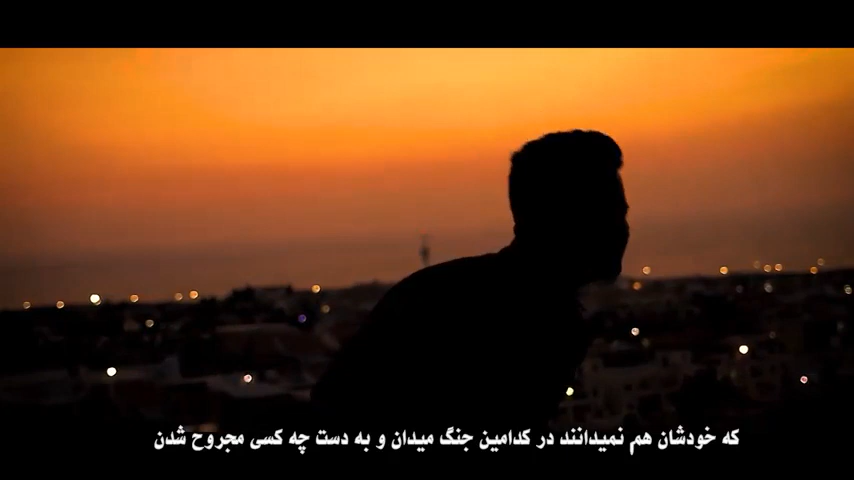 که خودشان هم نمیدانند در کدامین جنگ میدان و به دست چه کسی مجروح شدن